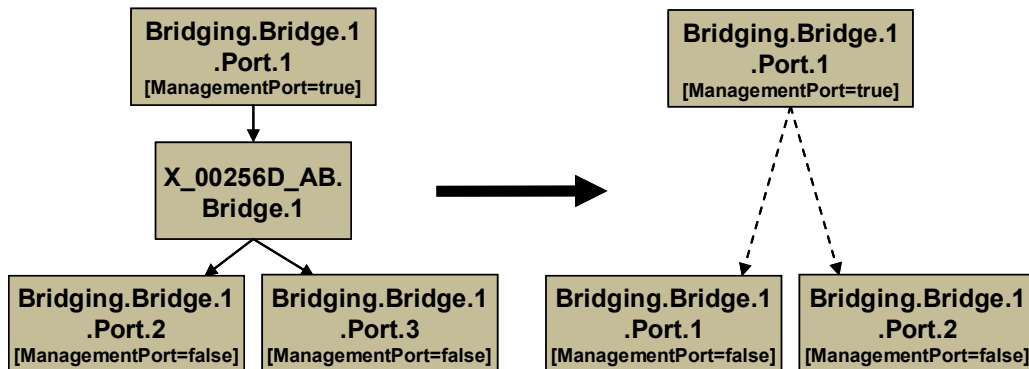 Bridging.Bridge.1
.Port.1
[ManagementPort=true]
X_00256D_AB.
Bridge.1
Bridging.Bridge.1
.Port.2
[ManagementPort=false]
Bridging.Bridge.1
.Port.3
[ManagementPort=false]
Bridging.Bridge.1
.Port.1
[ManagementPort=true]
Bridging.Bridge.1
.Port.1
[ManagementPort=false]
Bridging.Bridge.1
.Port.2
[ManagementPort=false]